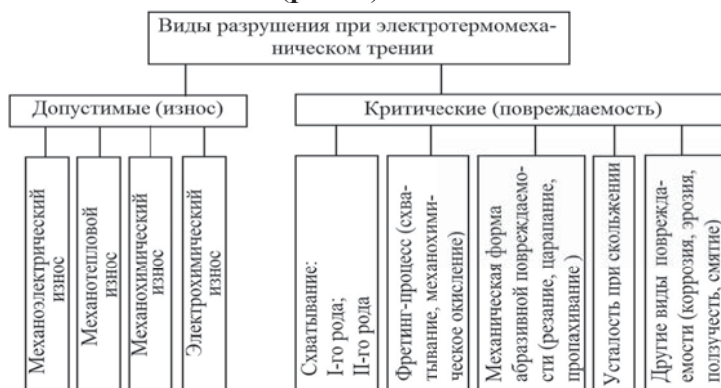 Виды разрушения при электротермомеха-
ническом трении
Допустимые (износ)
Критические (повреждаемость)
Механоэлектрический
износ
Механотепловой
износ
Механохимический
износ
Электрохимический
износ
Схватывание:
I-го рода;
II-го рода
Фретинг-процесс (схва-
тывание, механохими-
ческое окисление)
Механическая форма
абразивной повреждаемо-
сти (резание, царапание,
пропахивание )
Усталость при скольжении
Другие виды поврежда-
емости (коррозия, эрозия,
ползучесть, смятие)